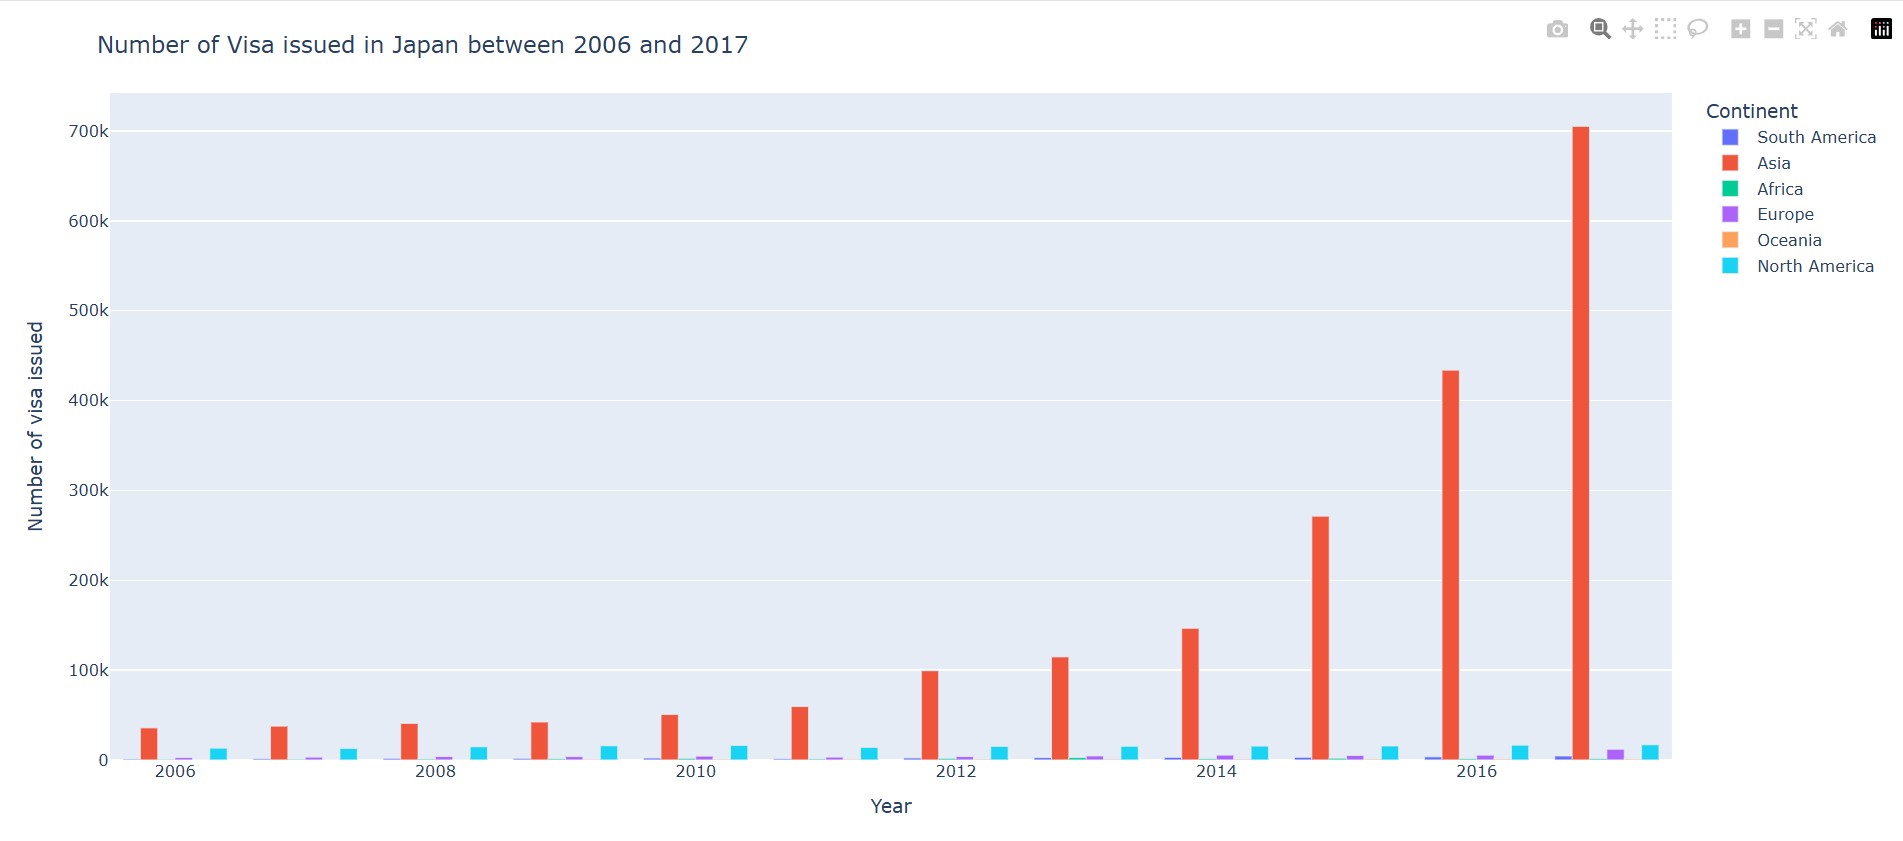 Number of Visa issued in Japan between 2006 and 2017
Continent
South America
Asia
Africa
Europe
Oceania
North America
Number of visa issued
700k
600k
500k
400k
300k
200k
100k
0
2006 2008 2010 2012 2014 2016
Year